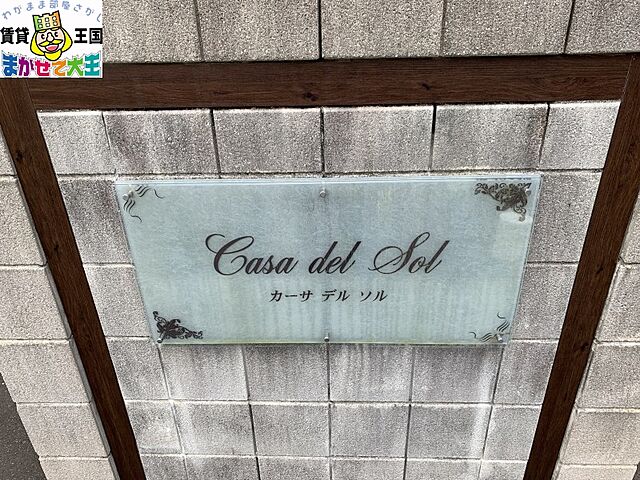 わがまま部屋さがし
賃貸王国
まかせて大王
Casa del Sol
カーサ デル ソル